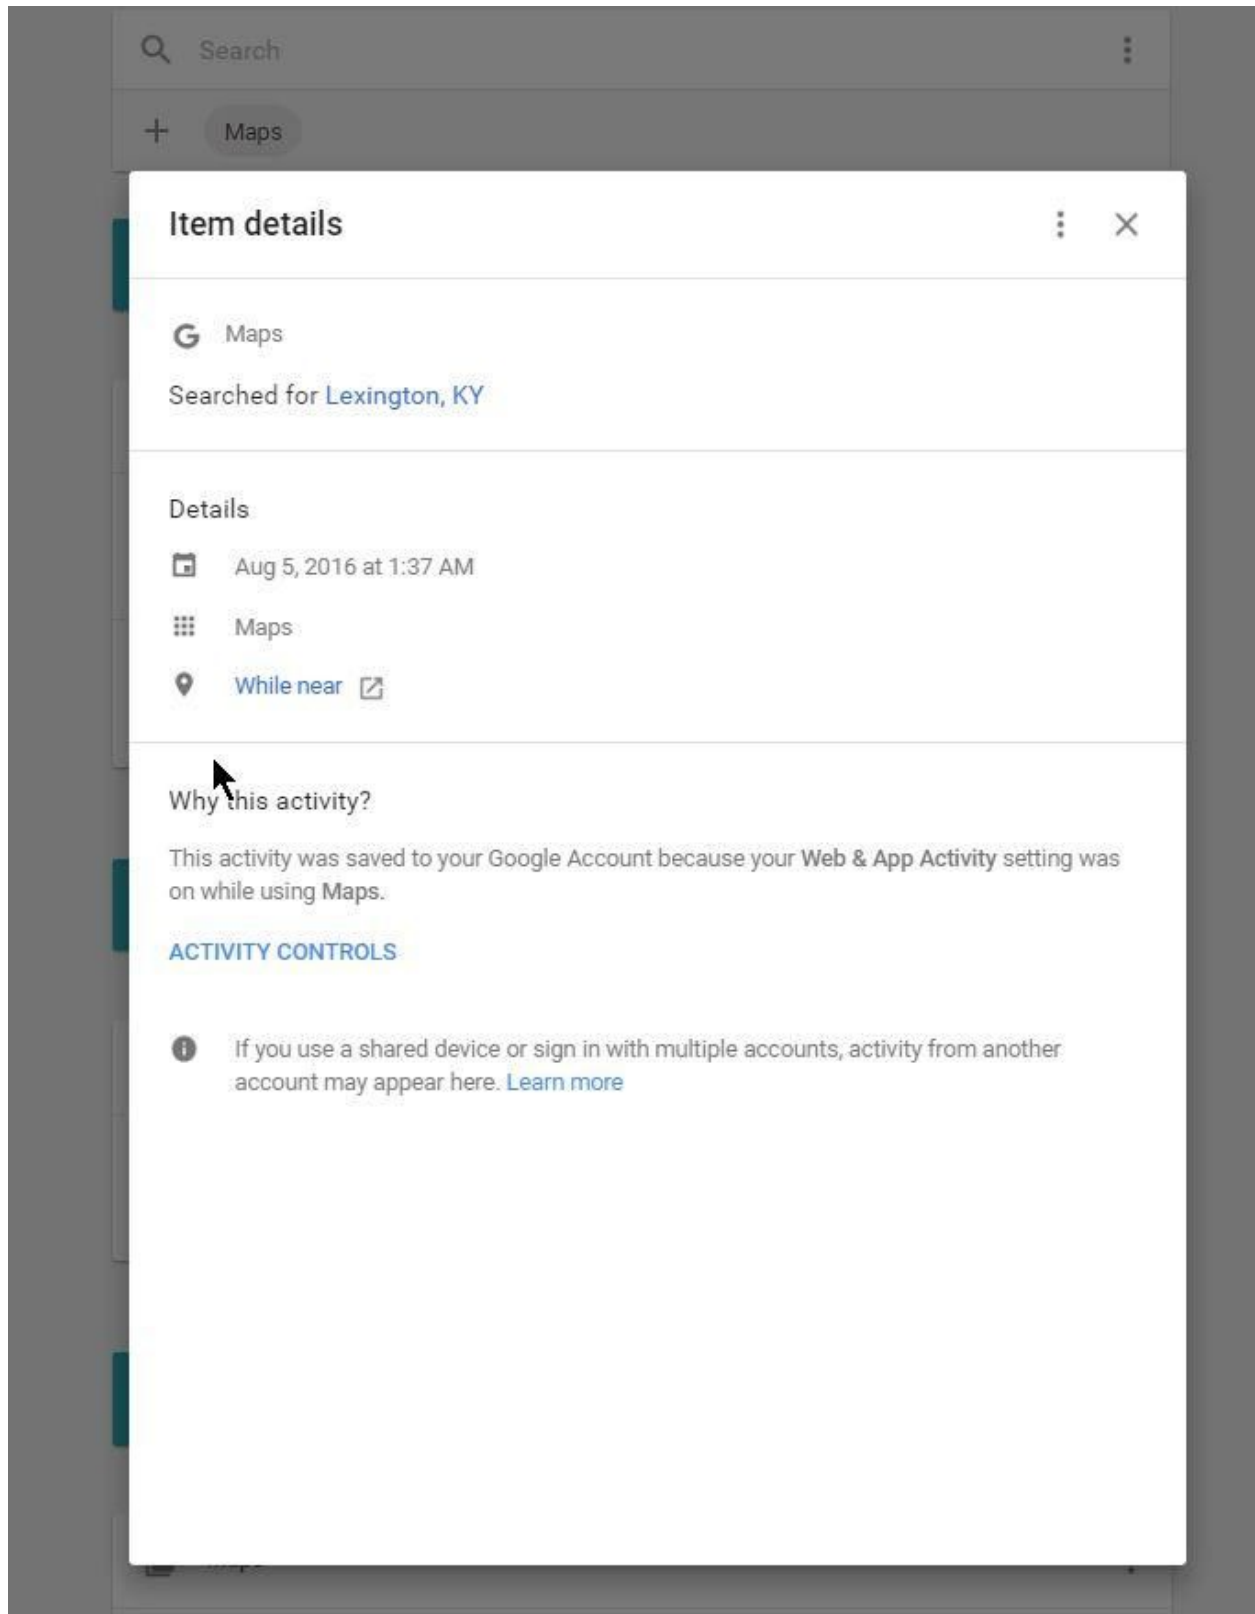 Search
Maps
Item details
Maps
Searched for Lexington, KY
Details
Aug 5, 2016 at 1:37 AM
Maps
While near
Why this activity?
This activity was saved to your Google Account because your Web & App Activity setting was
on while using Maps.
ACTIVITY CONTROLS
If you use a shared device or sign in with multiple accounts, activity from another
account may appear here. Learn more